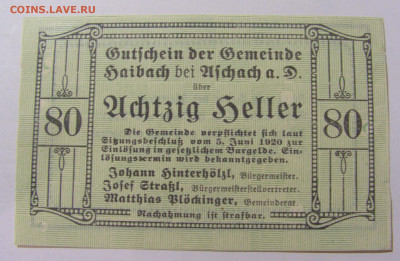 COINS.LAVE.RU
Gutschein der Gemeinde
Haibach bei Aschach a. D.
über
Achtzig Heller
80
80
Die Gemeinde verpflichtet sich laut
Sitzungsbeschluß vom 5. Juni 1920 zur
Einlösung in gesetzlichem Bargelde. Ein-
lösungstermin wird bekanntgegeben.
Johann Hinterhölzl, Bürgermeister.
Josef Straßl, Bürgermeisterstellvertreter.
Matthias Plöckinger, Gemeinderat.
Nachahmung ist strafbar.